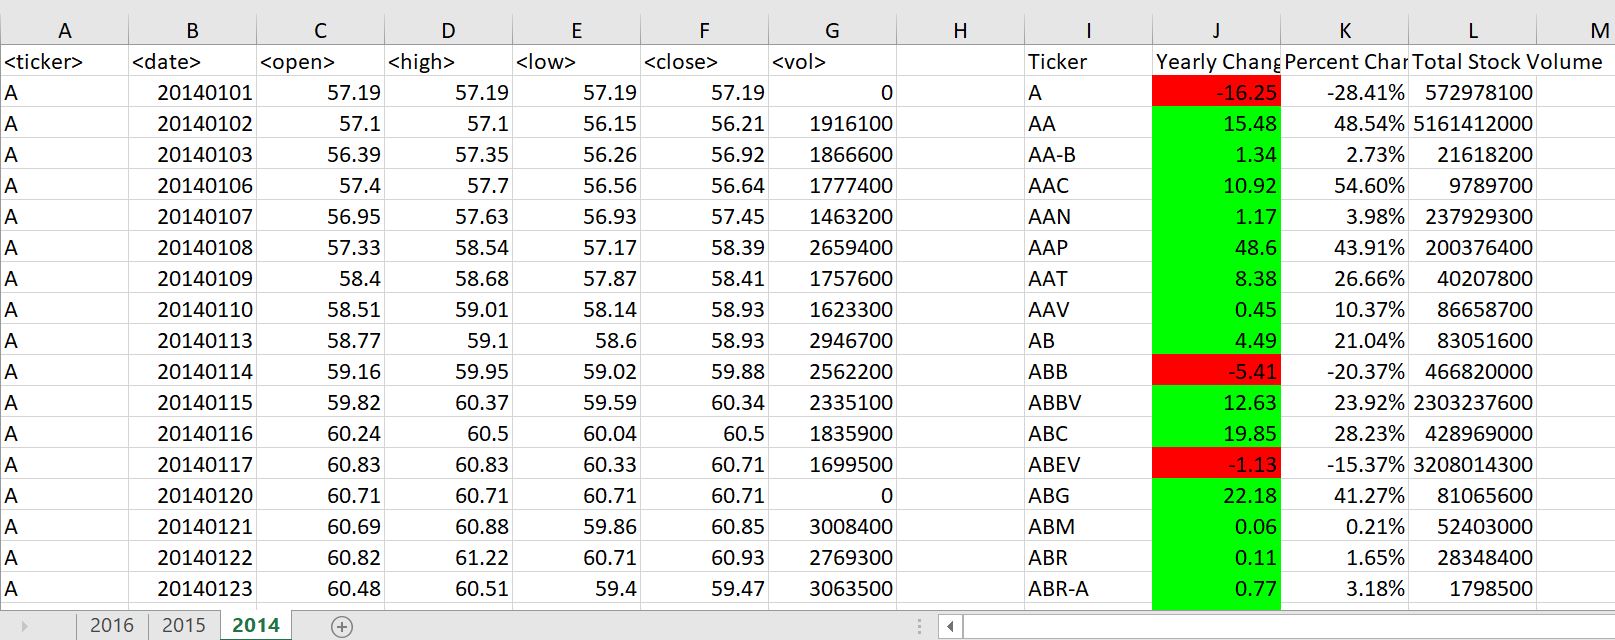 A B C D E F G H I J K L M
<ticker> <date> <open> <high> <low> <close> <vol> Ticker Yearly Chang Percent Char Total Stock Volume
A 20140101 57.19 57.19 57.19 57.19 0 A -16.25 -28.41% 572978100
A 20140102 57.1 57.1 56.15 56.21 1916100 AA 15.48 48.54% 5161412000
A 20140103 56.39 57.35 56.26 56.92 1866600 AA-B 1.34 2.73% 21618200
A 20140106 57.4 57.7 56.56 56.64 1777400 AAC 10.92 54.60% 9789700
A 20140107 56.95 57.63 56.93 57.45 1463200 AAN 1.17 3.98% 237929300
A 20140108 57.33 58.54 57.17 58.39 2659400 AAP 48.6 43.91% 200376400
A 20140109 58.4 58.68 57.87 58.41 1757600 AAT 8.38 26.66% 40207800
A 20140110 58.51 59.01 58.14 58.93 1623300 AAV 0.45 10.37% 86658700
A 20140113 58.77 59.1 58.6 58.93 2946700 AB 4.49 21.04% 83051600
A 20140114 59.16 59.95 59.02 59.88 2562200 ABB -5.41 -20.37% 466820000
A 20140115 59.82 60.37 59.59 60.34 2335100 ABBV 12.63 23.92% 2303237600
A 20140116 60.24 60.5 60.04 60.5 1835900 ABC 19.85 28.23% 428969000
A 20140117 60.83 60.83 60.33 60.71 1699500 ABEV -1.13 -15.37% 3208014300
A 20140120 60.71 60.71 60.71 60.71 0 ABG 22.18 41.27% 81065600
A 20140121 60.69 60.88 59.86 60.85 3008400 ABM 0.06 0.21% 52403000
A 20140122 60.82 61.22 60.71 60.93 2769300 ABR 0.11 1.65% 28348400
A 20140123 60.48 60.51 59.4 59.47 3063500 ABR-A 0.77 3.18% 1798500
2016 2015 2014